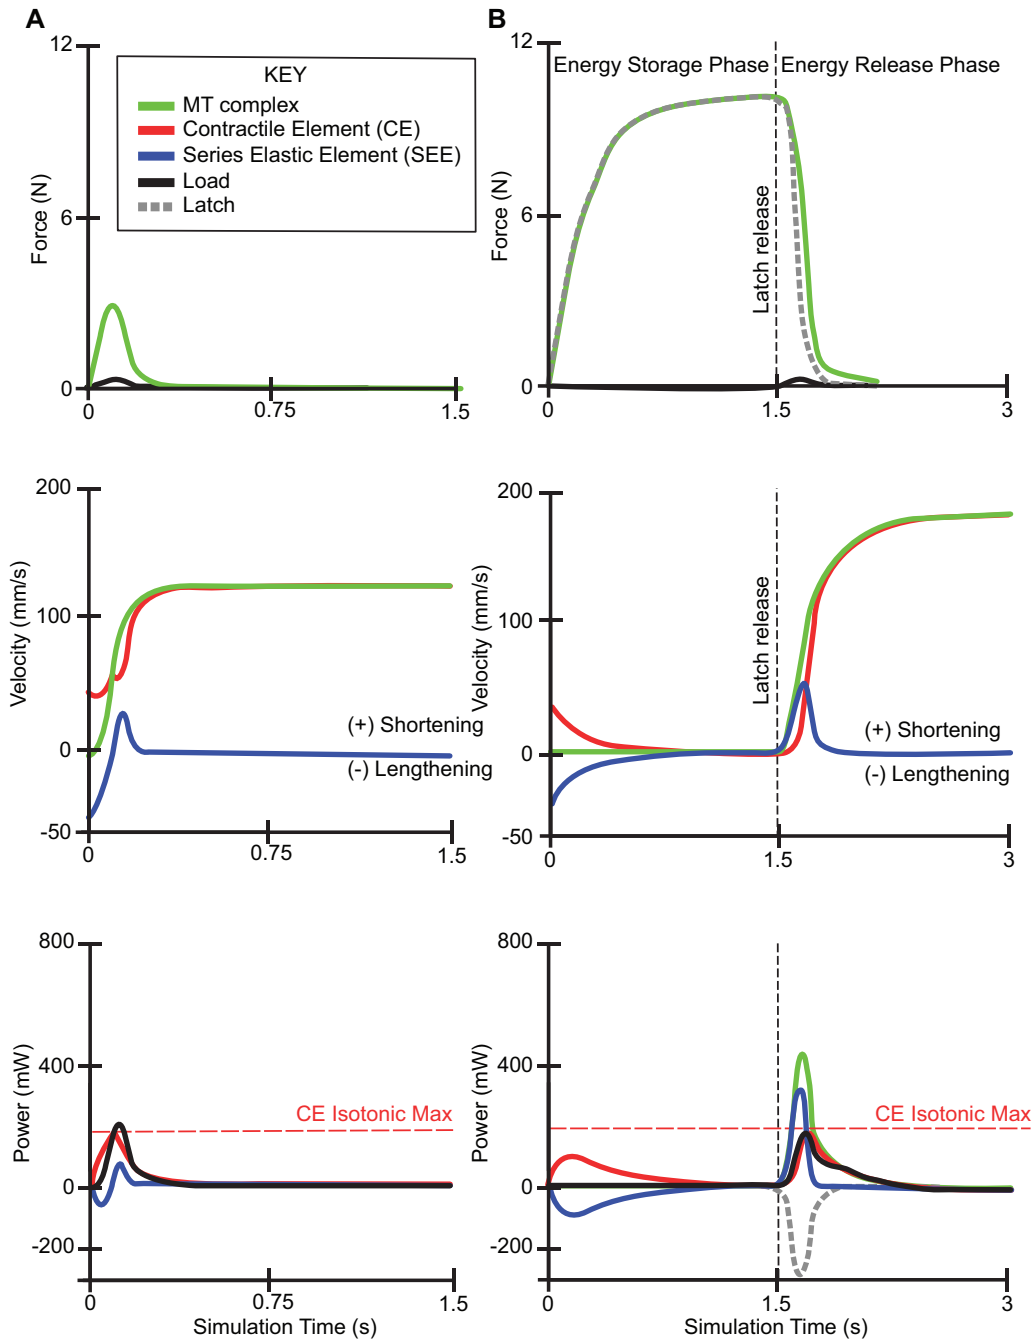 A
12
KEY
MT complex
Contractile Element (CE)
Series Elastic Element (SEE)
Load
Latch
Force (N)
6
0
0
0.75
1.5
B
12
Energy Storage Phase
Energy Release Phase
Force (N)
6
Latch release
0
0
1.5
3
200
Velocity (mm/s)
100
(+) Shortening
0
(-) Lengthening
-50
0
0.75
1.5
200
Velocity (mm/s)
100
Latch release
(+) Shortening
0
(-) Lengthening
-50
0
1.5
3
800
Power (mW)
400
CE Isotonic Max
0
-200
0
0.75
1.5
Simulation Time (s)
800
Power (mW)
400
CE Isotonic Max
0
-200
0
1.5
3
Simulation Time (s)